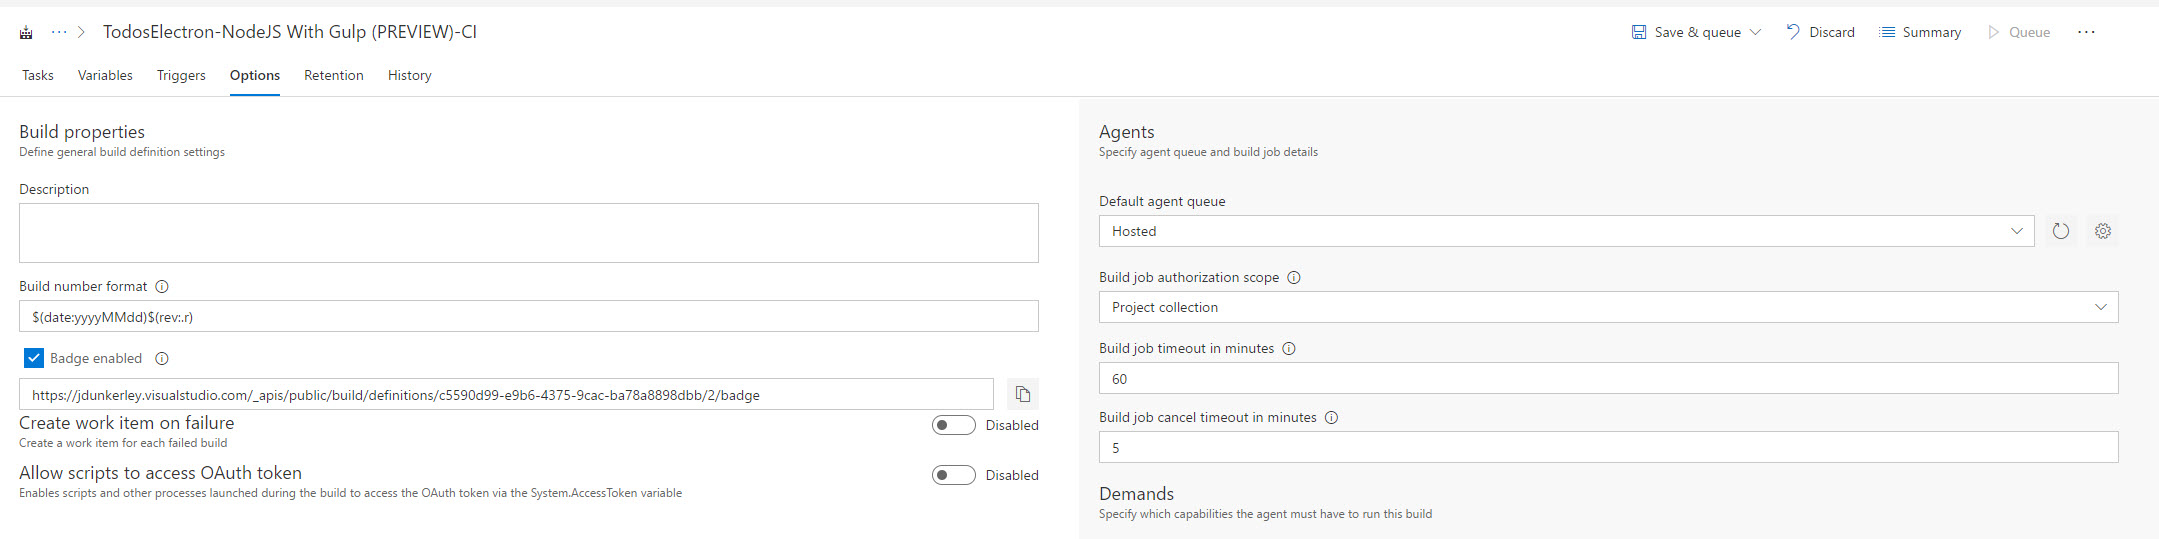 TodosElectron-NodeJS With Gulp (PREVIEW)-CI
Save & queue
Discard
Summary
Queue
Tasks
Variables
Triggers
Options
Retention
History
Build properties
Define general build definition settings
Description
Build number format
$(date:yyyyMMdd)$(rev:.r)
Badge enabled
https://jdunkerley.visualstudio.com/_apis/public/build/definitions/c5590d99-e9b6-4375-9cac-ba78a8898dbb/2/badge
Create work item on failure
Disabled
Create a work item for each failed build
Allow scripts to access OAuth token
Disabled
Enables scripts and other processes launched during the build to access the OAuth token via the System.AccessToken variable
Agents
Specify agent queue and build job details
Default agent queue
Hosted
Build job authorization scope
Project collection
Build job timeout in minutes
60
Build job cancel timeout in minutes
5
Demands
Specify which capabilities the agent must have to run this build